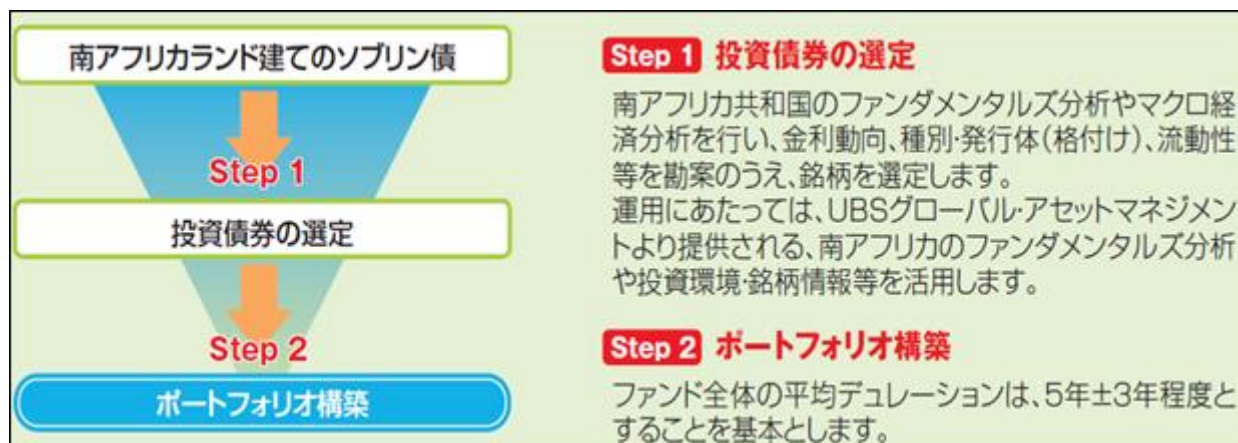 南アフリカランド建てのソブリン債
Step 1
投資債券の選定
Step 2
ポートフォリオ構築
Step 1 投資債券の選定
南アフリカ共和国のファンダメンタルズ分析やマクロ経
済分析を行い、金利動向、種別・発行体(格付け)、流動性
等を勘案のうえ、銘柄を選定します。
運用にあたっては、UBSグローバル・アセットマネジメン
トより提供される、南アフリカのファンダメンタルズ分析
や投資環境・銘柄情報等を活用します。
Step 2 ポートフォリオ構築
ファンド全体の平均デュレーションは、5年±3年程度と
することを基本とします。